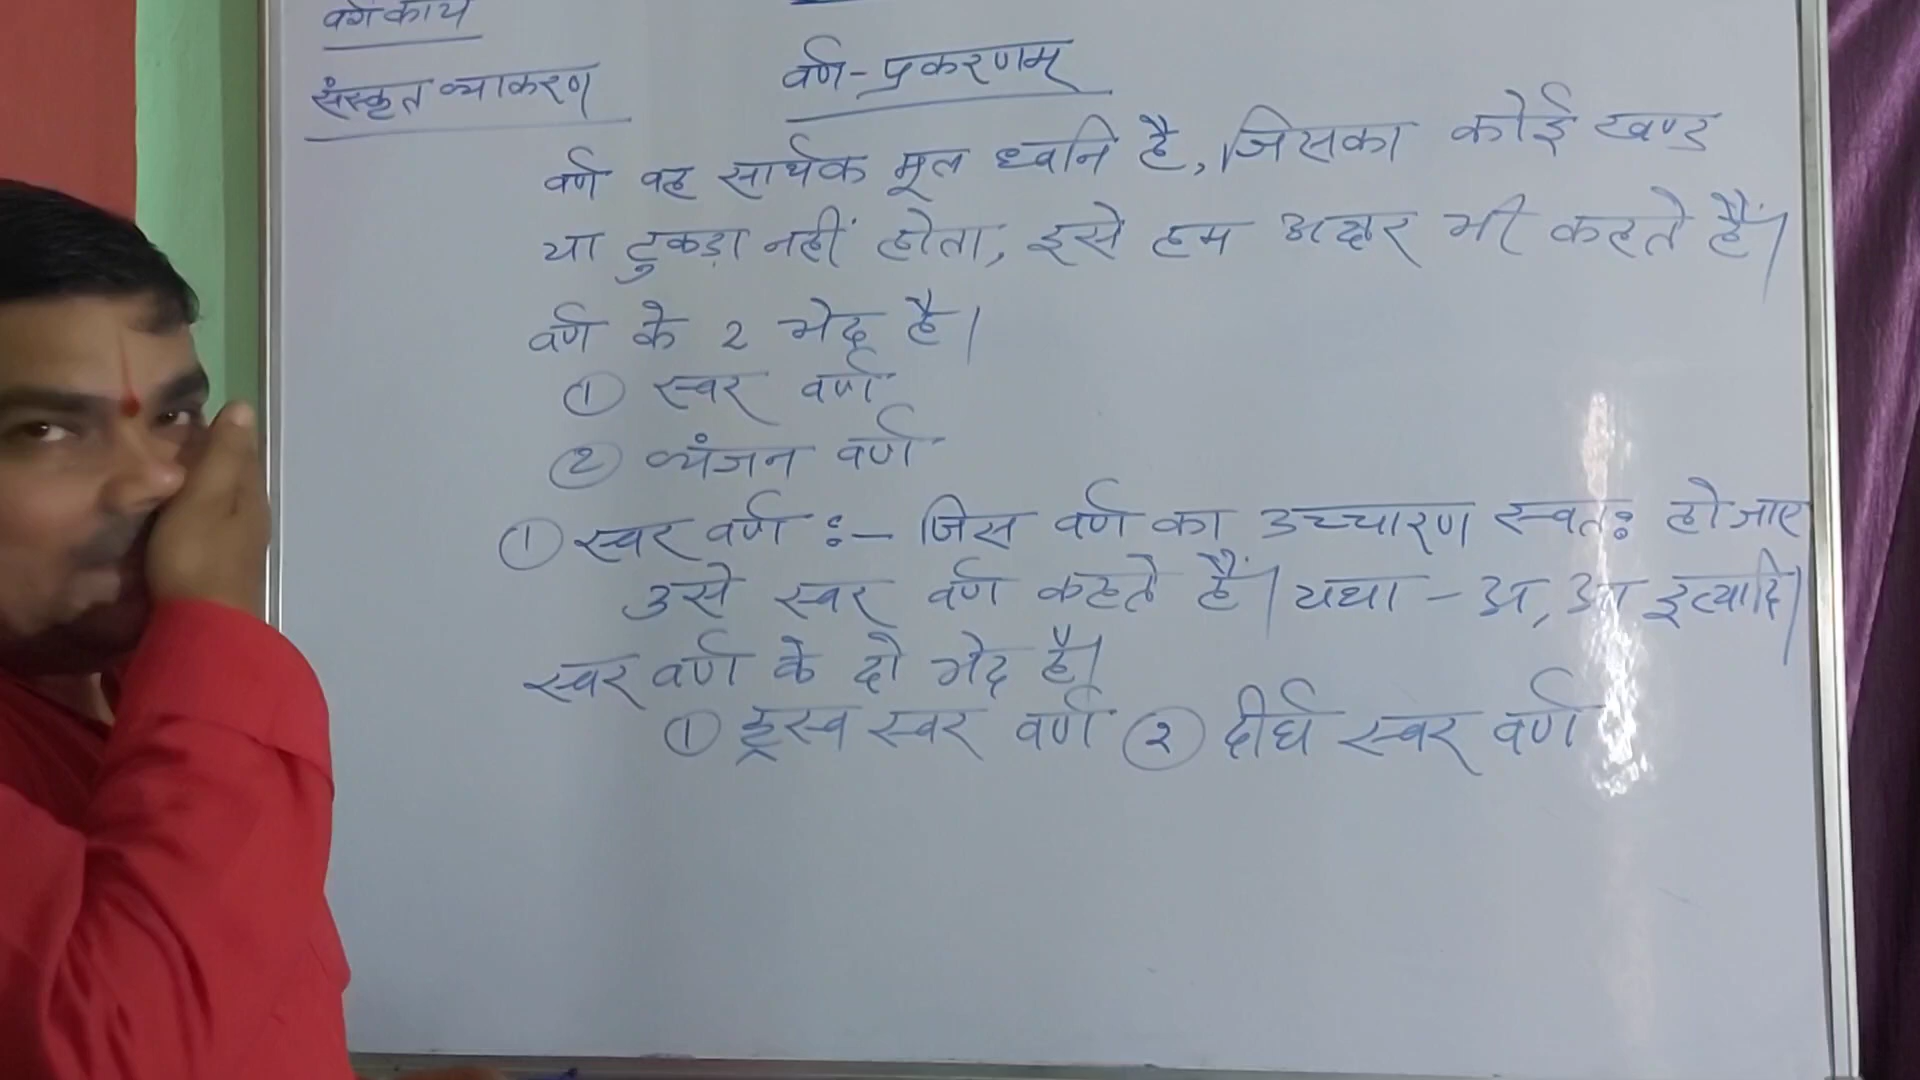 वर्ग कार्य
संस्कृत व्याकरण
वर्ण-प्रकरणम्
वर्ण वह सार्थक मूल ध्वनि है, जिसका कोई खण्ड
या टुकड़ा नहीं होता, इसे हम अक्षर भी कहते हैं।
वर्ण के 2 भेद है।
① स्वर वर्ण
② व्यंजन वर्ण
① स्वर वर्ण :- जिस वर्ण का उच्चारण स्वतः हो जाए
उसे स्वर वर्ण कहते हैं। यथा - अ, आ इत्यादि।
स्वर वर्ण के दो भेद है।
① ह्रस्व स्वर वर्ण ② दीर्घ स्वर वर्ण